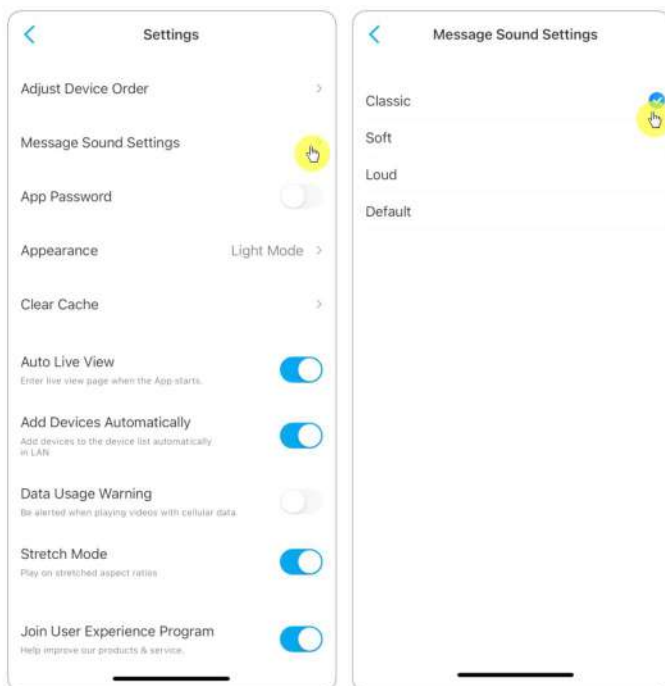 Settings
Adjust Device Order
Message Sound Settings
App Password
Appearance
Light Mode
Clear Cache
Auto Live View
Enter live view page when the App starts.
Add Devices Automatically
Add devices to the device list automatically
in LAN
Data Usage Warning
Be alerted when playing videos with cellular data.
Stretch Mode
Play on stretched aspect ratios
Join User Experience Program
Help improve our products & service.
Message Sound Settings
Classic
Soft
Loud
Default